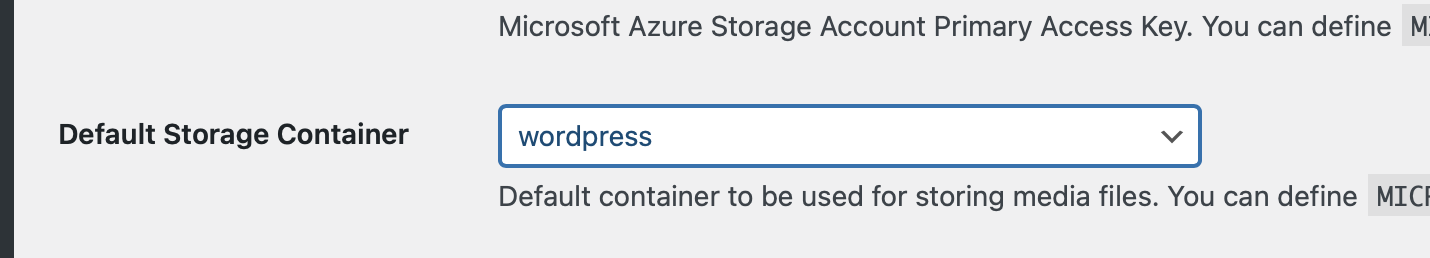 Microsoft Azure Storage Account Primary Access Key. You can define
Default Storage Container
wordpress
Default container to be used for storing media files. You can define